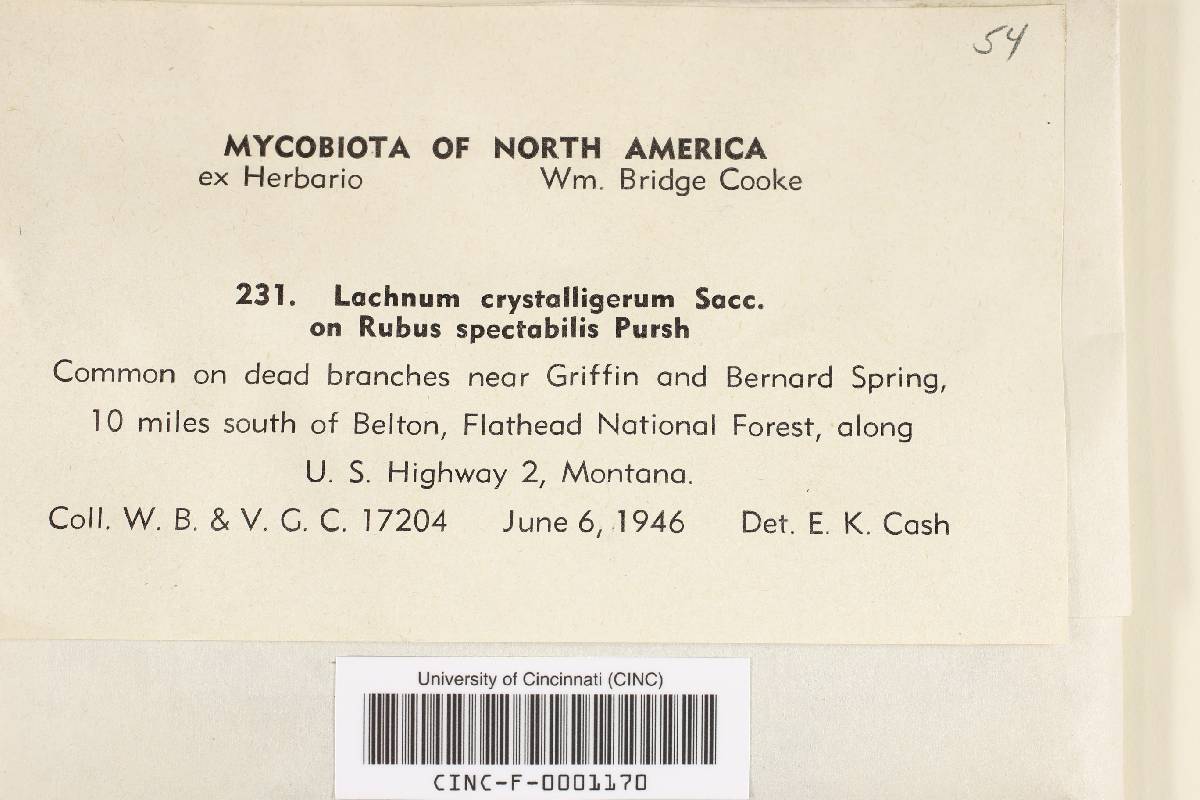 54
MYCOBIOTA OF NORTH AMERICA
ex Herbario Wm. Bridge Cooke
231. Lachnum crystalligerum Sacc.
on Rubus spectabilis Pursh
Common on dead branches near Griffin and Bernard Spring,
10 miles south of Belton, Flathead National Forest, along
U. S. Highway 2, Montana.
Coll. W. B. & V. G. C. 17204 June 6, 1946 Det. E. K. Cash
University of Cincinnati (CINC)
CINC-F-0001170